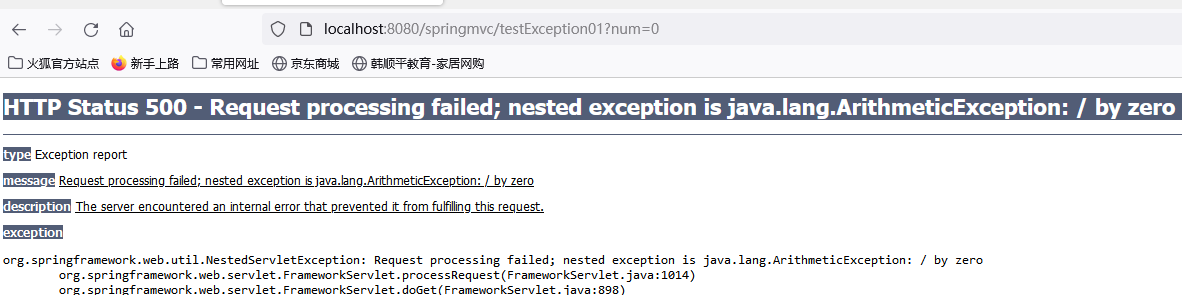 localhost:8080/springmvc/testException01?num=0
火狐官方站点 新手上路 常用网址 京东商城 韩顺平教育-家居网购
HTTP Status 500 - Request processing failed; nested exception is java.lang.ArithmeticException: / by zero
type Exception report
message Request processing failed; nested exception is java.lang.ArithmeticException: / by zero
description The server encountered an internal error that prevented it from fulfilling this request.
exception
org.springframework.web.util.NestedServletException: Request processing failed; nested exception is java.lang.ArithmeticException: / by zero
org.springframework.web.servlet.FrameworkServlet.processRequest(FrameworkServlet.java:1014)
org.springframework.web.servlet.FrameworkServlet.doGet(FrameworkServlet.java:898)